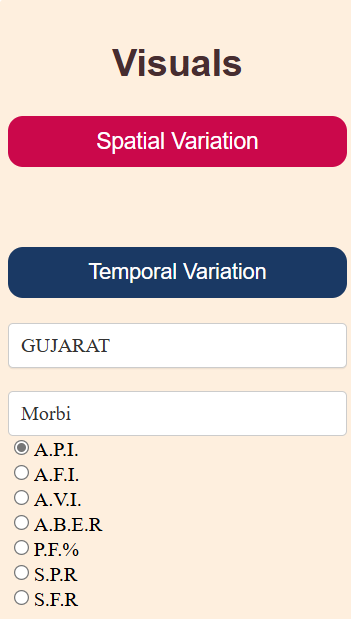 Visuals
Spatial Variation
Temporal Variation
GUJARAT
Morbi
A.P.I.
A.F.I.
A.V.I.
A.B.E.R
P.F.%
S.P.R
S.F.R